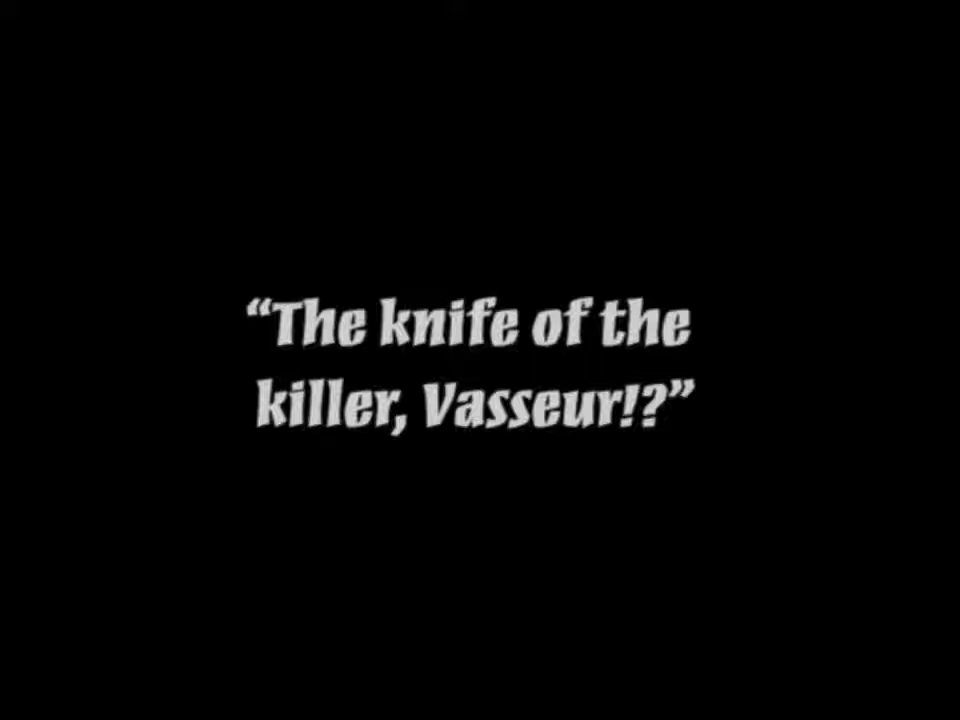 “The knife of the
killer, Vasseur!?”